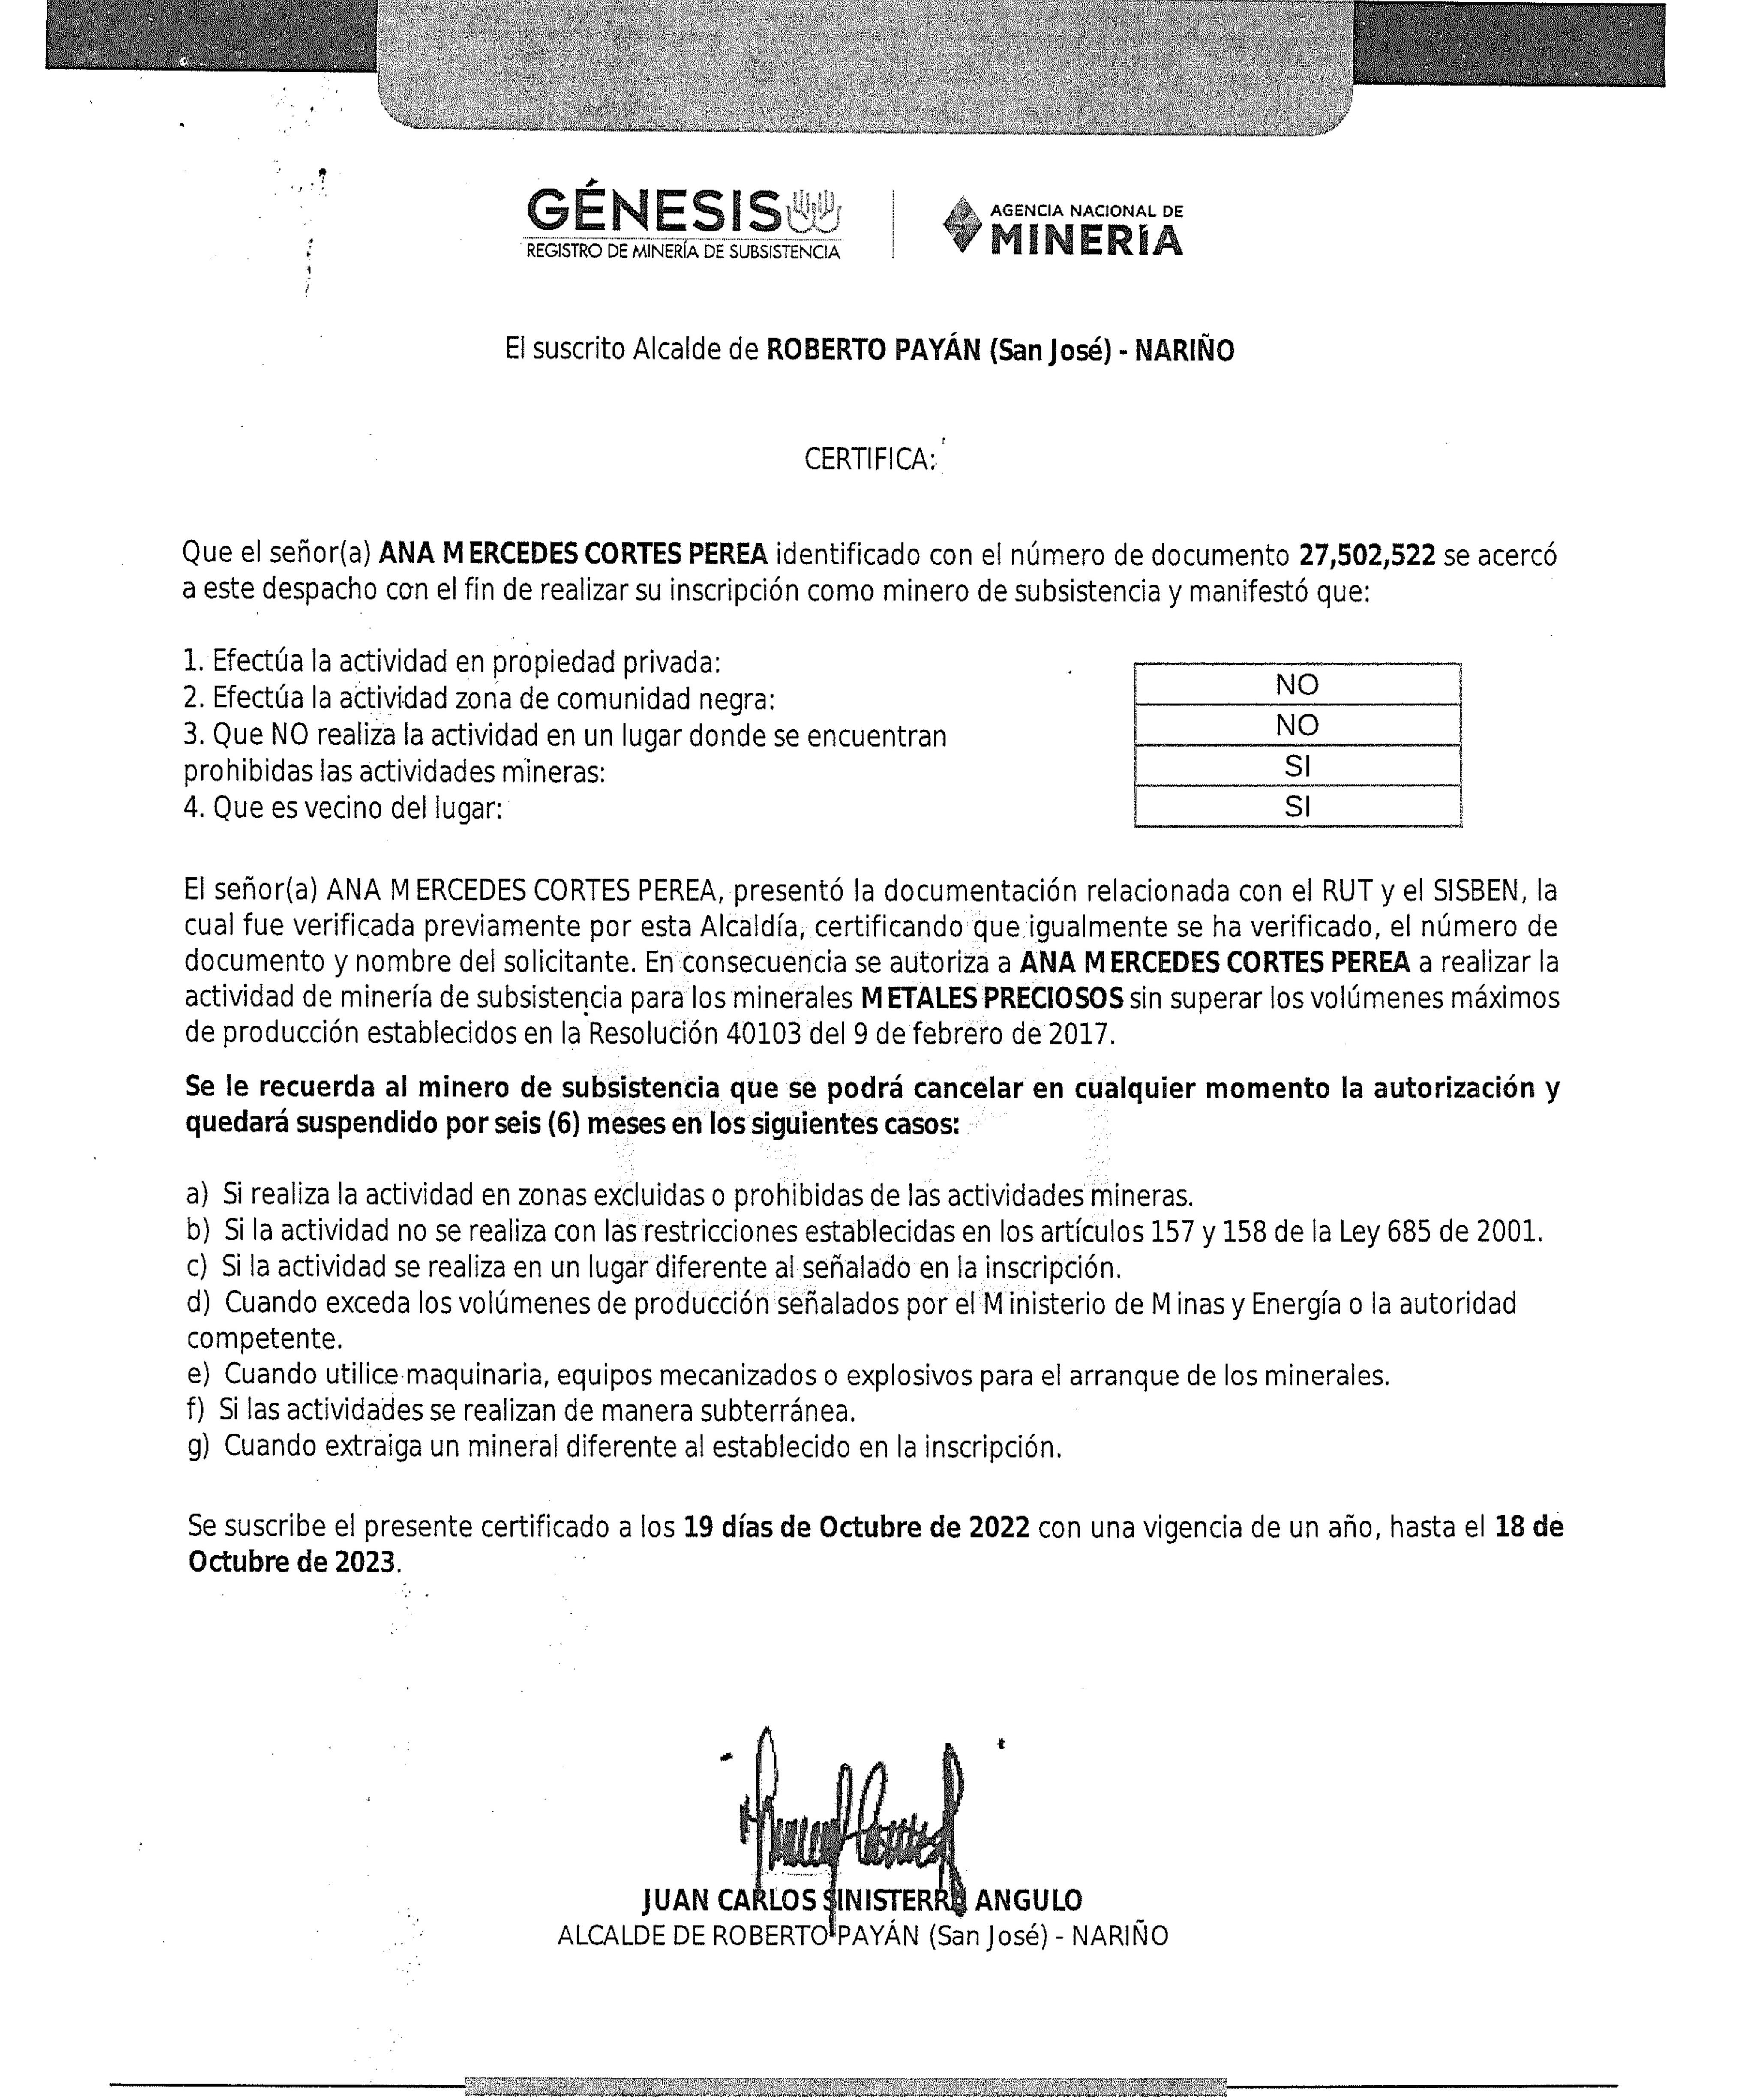 GÉNESIS
REGISTRO DE MINERÍA DE SUBSISTENCIA
AGENCIA NACIONAL DE
MINERÍA
El suscrito Alcalde de ROBERTO PAYÁN (San José) - NARIÑO
CERTIFICA:
Que el señor(a) ANA MERCEDES CORTES PEREA identificado con el número de documento 27,502,522 se acercó
a este despacho con el fin de realizar su inscripción como minero de subsistencia y manifestó que:
1. Efectúa la actividad en propiedad privada:
NO
2. Efectúa la actividad zona de comunidad negra:
NO
3. Que NO realiza la actividad en un lugar donde se encuentran
prohibidas las actividades mineras:
SI
4. Que es vecino del lugar:
SI
El señor(a) ANA MERCEDES CORTES PEREA, presentó la documentación relacionada con el RUT y el SISBEN, la
cual fue verificada previamente por esta Alcaldía, certificando que igualmente se ha verificado, el número de
documento y nombre del solicitante. En consecuencia se autoriza a ANA MERCEDES CORTES PEREA a realizar la
actividad de minería de subsistencia para los minerales METALES PRECIOSOS sin superar los volúmenes máximos
de producción establecidos en la Resolución 40103 del 9 de febrero de 2017.
Se le recuerda al minero de subsistencia que se podrá cancelar en cualquier momento la autorización y
quedará suspendido por seis (6) meses en los siguientes casos:
a) Si realiza la actividad en zonas excluidas o prohibidas de las actividades mineras.
b) Si la actividad no se realiza con las restricciones establecidas en los artículos 157 y 158 de la Ley 685 de 2001.
c) Si la actividad se realiza en un lugar diferente al señalado en la inscripción.
d) Cuando exceda los volúmenes de producción señalados por el Ministerio de Minas y Energía o la autoridad
competente.
e) Cuando utilice maquinaria, equipos mecanizados o explosivos para el arranque de los minerales.
f) Si las actividades se realizan de manera subterránea.
g) Cuando extraiga un mineral diferente al establecido en la inscripción.
Se suscribe el presente certificado a los 19 días de Octubre de 2022 con una vigencia de un año, hasta el 18 de
Octubre de 2023.
JUAN CARLOS SINISTERRA ANGULO
ALCALDE DE ROBERTO PAYÁN (San José) - NARIÑO